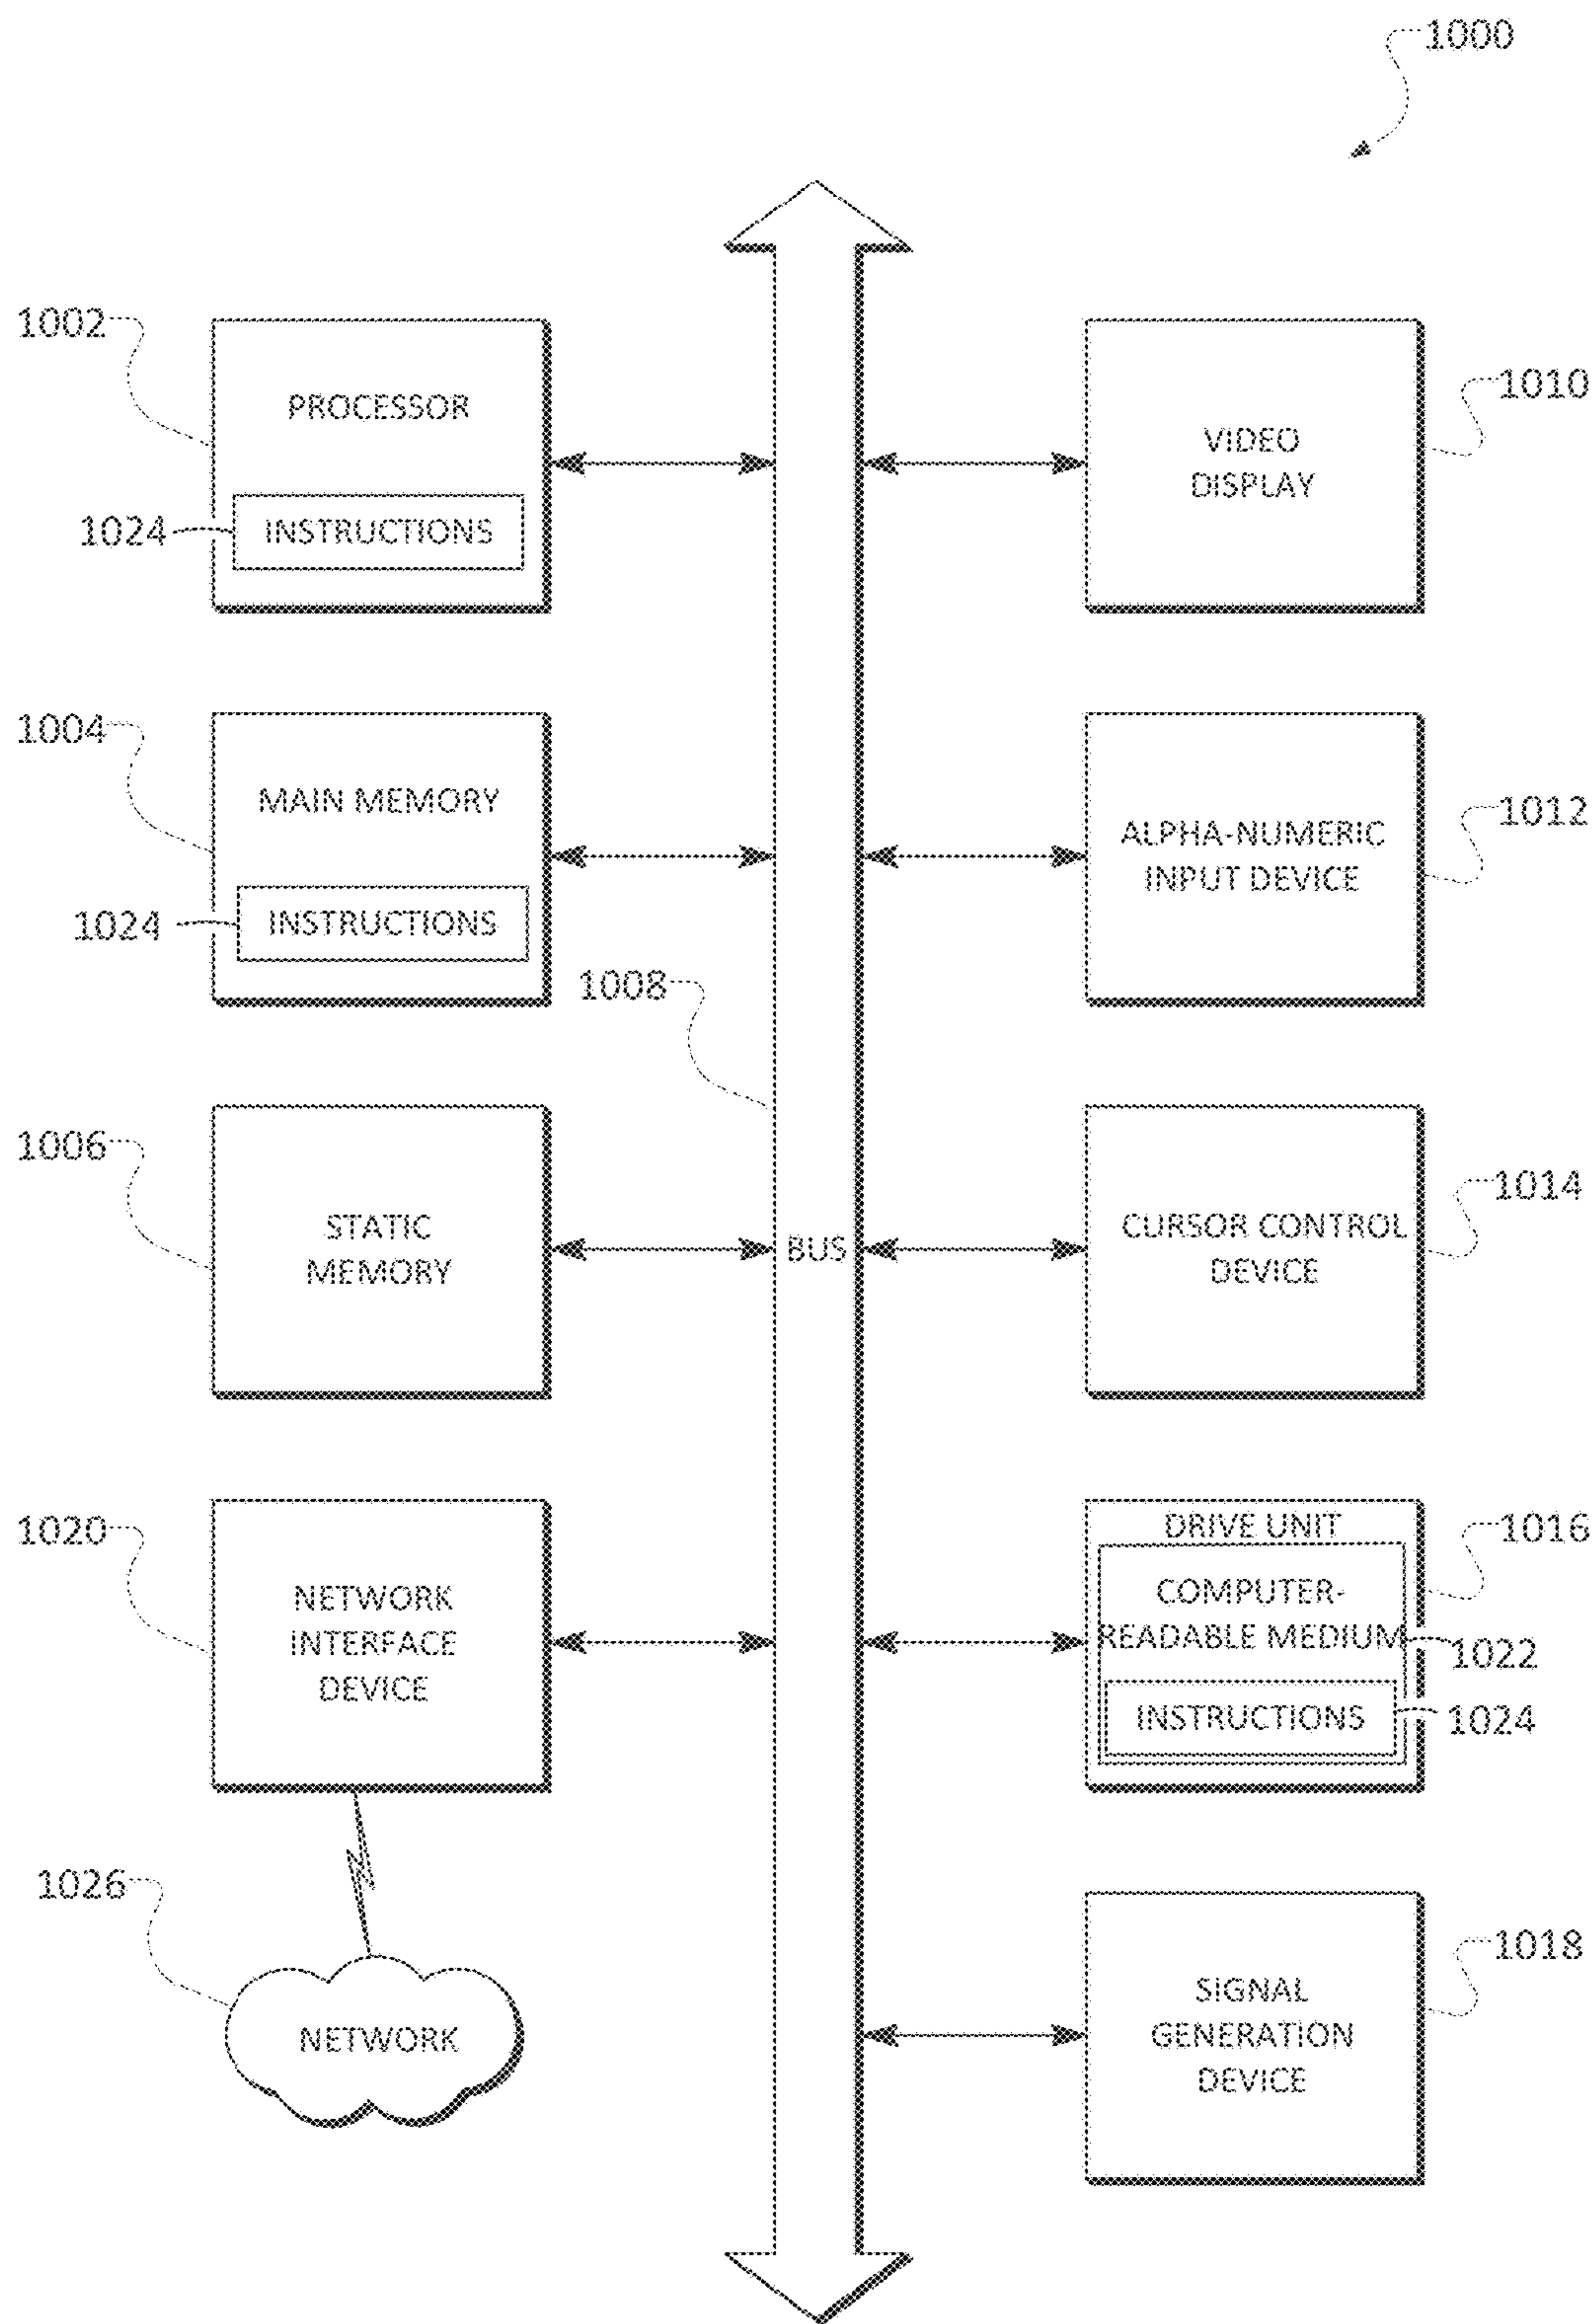 1000
1002
PROCESSOR
1024
INSTRUCTIONS
1010
VIDEO
DISPLAY
1004
MAIN MEMORY
1024
INSTRUCTIONS
1012
ALPHA-NUMERIC
INPUT DEVICE
1008
1006
STATIC
MEMORY
BUS
1014
CURSOR CONTROL
DEVICE
1020
NETWORK
INTERFACE
DEVICE
DRIVE UNIT
1016
COMPUTER-
READABLE MEDIUM
1022
INSTRUCTIONS
1024
1026
NETWORK
1018
SIGNAL
GENERATION
DEVICE